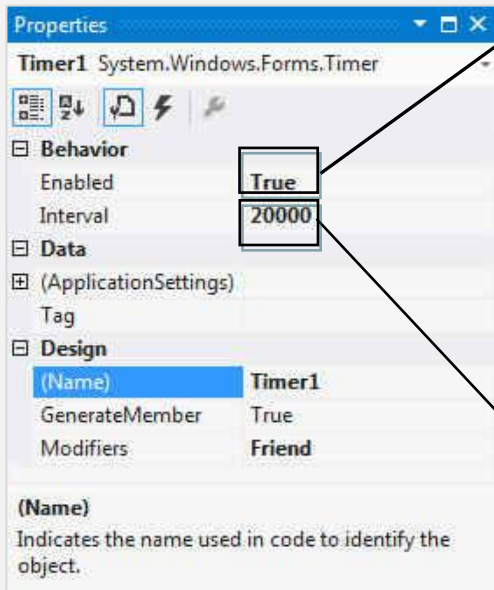 Properties
Timer1 System.Windows.Forms.Timer
Behavior
Enabled True
Interval 20000
Data
(ApplicationSettings)
Tag
Design
(Name) Timer1
GenerateMember True
Modifiers Friend
(Name)
Indicates the name used in code to identify the
object.